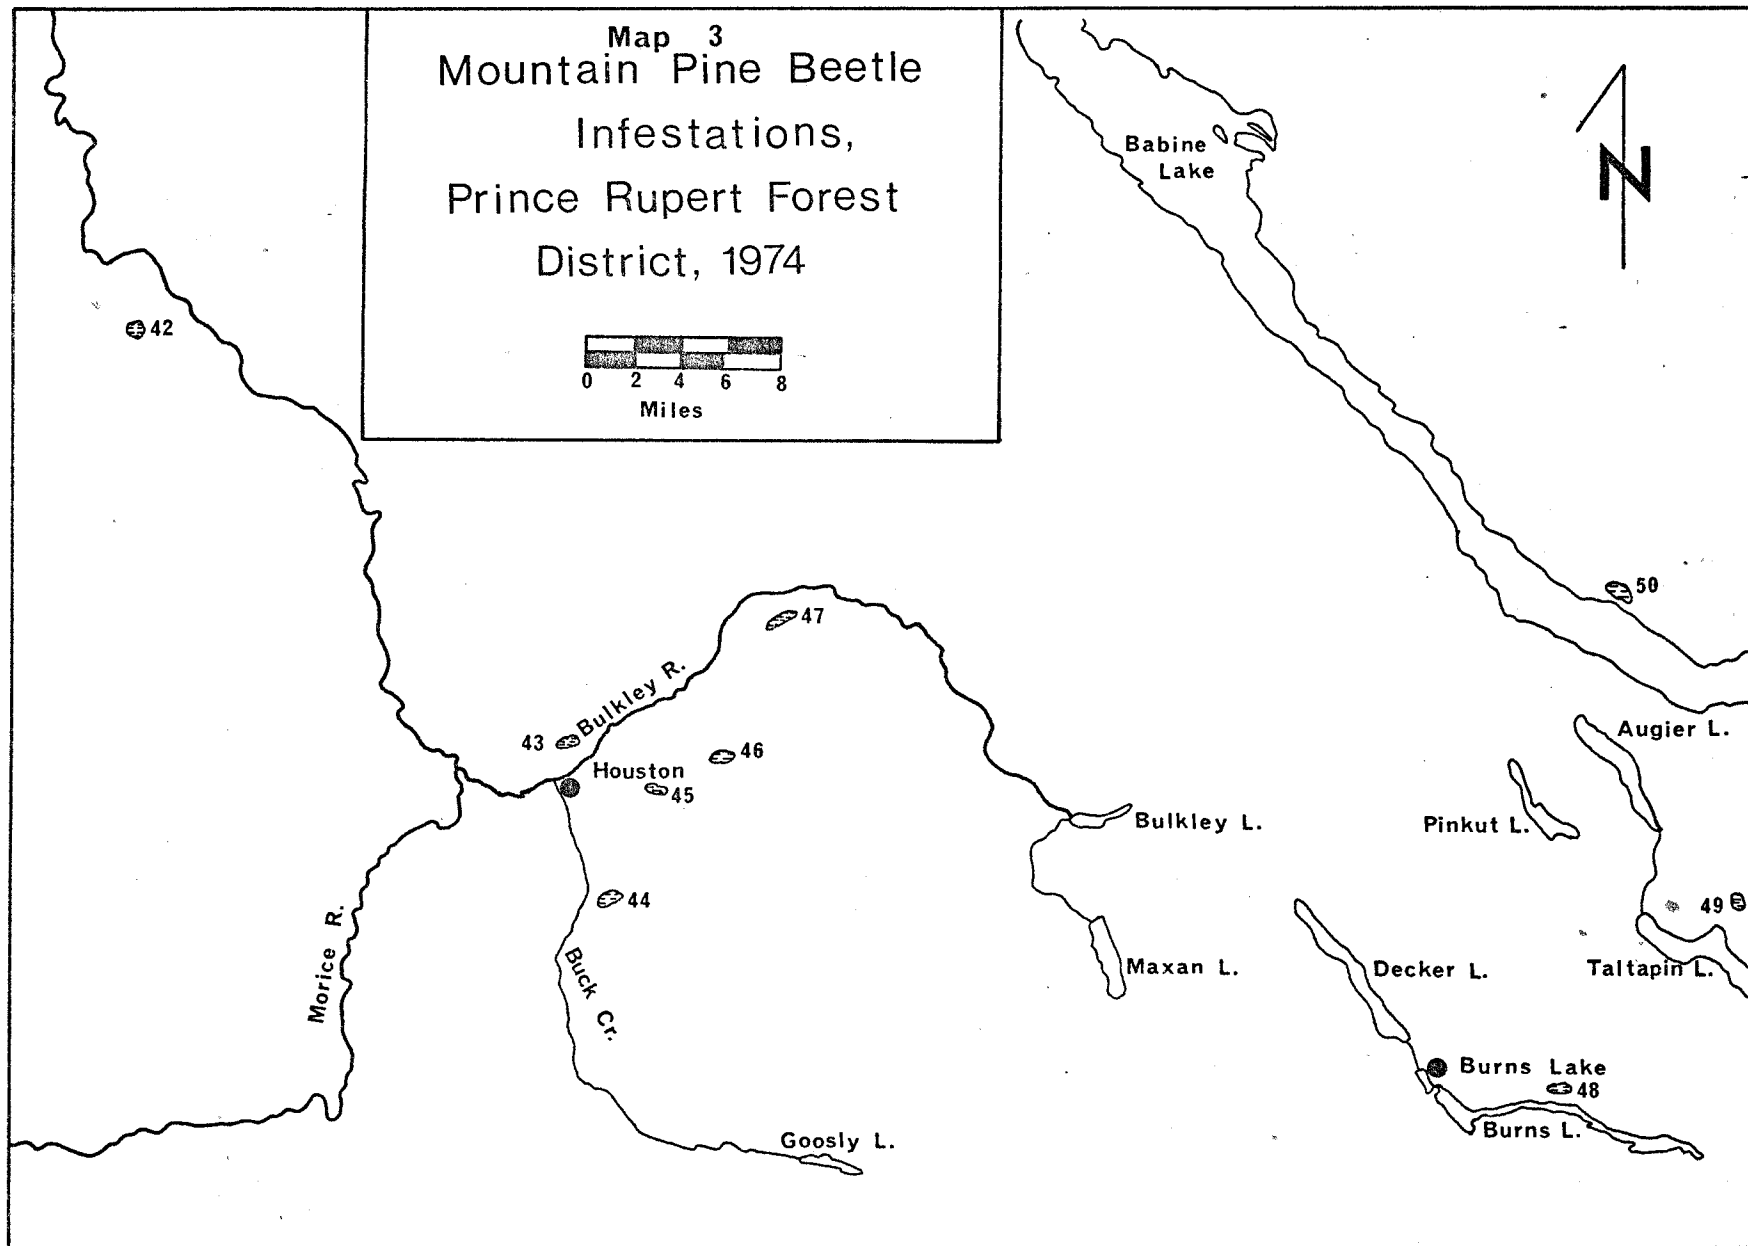 Map 3
Mountain Pine Beetle
Infestations,
Prince Rupert Forest
District, 1974
0 2 4 6 8
Miles
Babine
Lake
N
42
50
47
Bulkley R.
43
46
Houston
45
Augier L.
Bulkley L.
Pinkut L.
44
49
Morice R.
Buck Cr.
Maxan L.
Decker L.
Taltapin L.
Burns Lake
48
Burns L.
Goosly L.